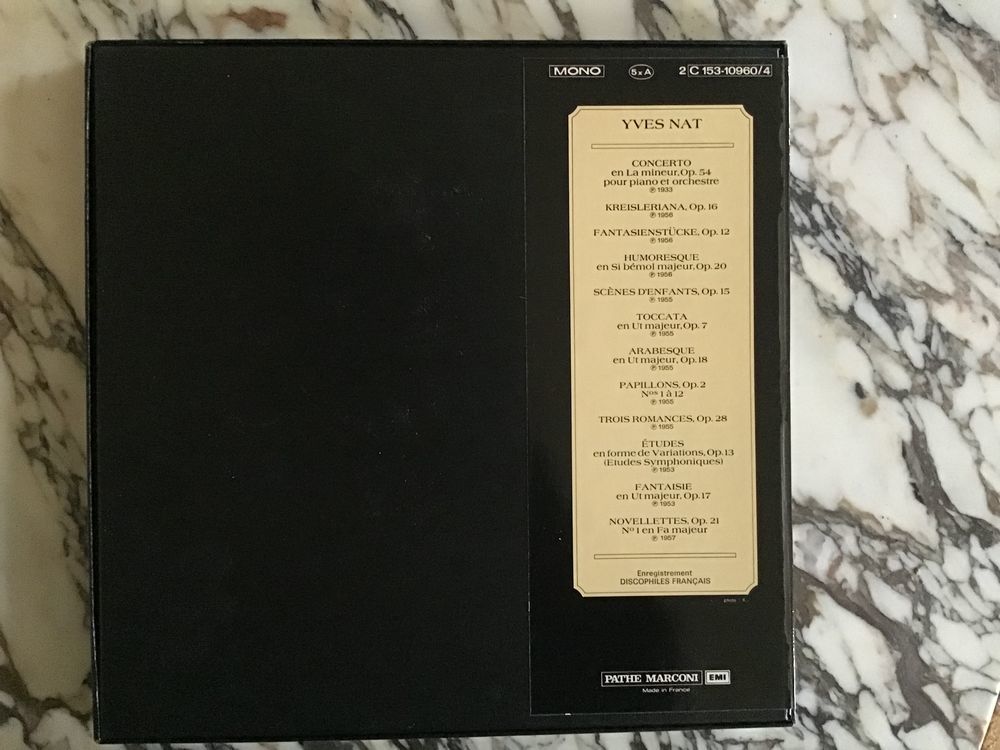 MONO 5xA 2 C 153-10960/4
YVES NAT
CONCERTO
en La mineur, Op. 54
pour piano et orchestre
℗ 1933
KREISLERIANA, Op. 16
℗ 1956
FANTASIENSTÜCKE, Op. 12
℗ 1956
HUMORESQUE
en Si bémol majeur, Op. 20
℗ 1956
SCÈNES D'ENFANTS, Op. 15
℗ 1955
TOCCATA
en Ut majeur, Op. 7
℗ 1955
ARABESQUE
en Ut majeur, Op. 18
℗ 1955
PAPILLONS, Op. 2
Nos 1 à 12
℗ 1955
TROIS ROMANCES, Op. 28
℗ 1955
ÉTUDES
en forme de Variations, Op. 13
(Etudes Symphoniques)
℗ 1953
FANTAISIE
en Ut majeur, Op. 17
℗ 1953
NOVELLETTES, Op. 21
No 1 en Fa majeur
℗ 1957
Enregistrement
DISCOPHILES FRANÇAIS
photo
PATHE MARCONI EMI
Made in France